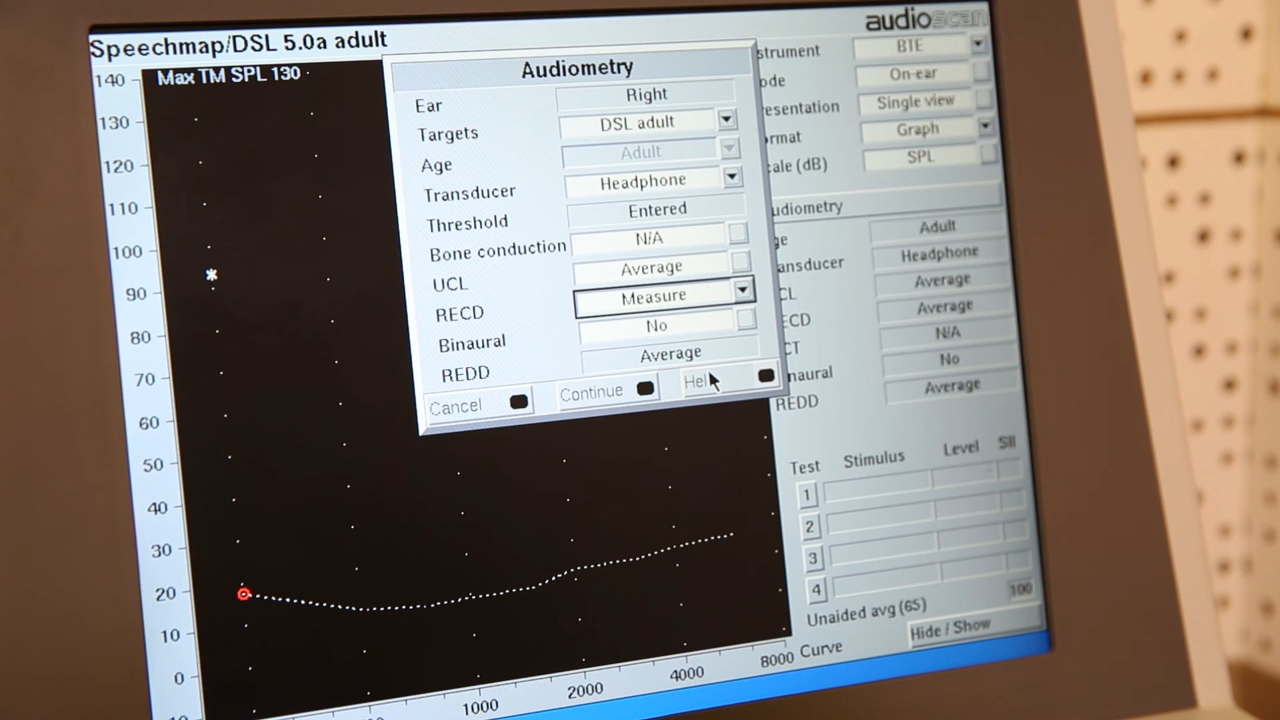 Speechmap/DSL 5.0a adult
audioscan
Max TM SPL 130
140
130
120
110
100
90
80
70
60
50
40
30
20
10
0
1000
2000
4000
8000
Audiometry
Ear Right
Targets DSL adult
Age Adult
Transducer Headphone
Threshold Entered
Bone conduction N/A
UCL Average
RECD Measure
Binaural No
REDD Average
Cancel Continue Hel
strument BTE
ode On-ear
esentation Single view
rmat Graph
ale (dB) SPL
udiometry
ge Adult
ansducer Headphone
CL Average
ECD Average
CT N/A
naural No
REDD Average
Test Stimulus Level SII
1
2
3
4
Unaided avg (65) 100
Curve Hide / Show